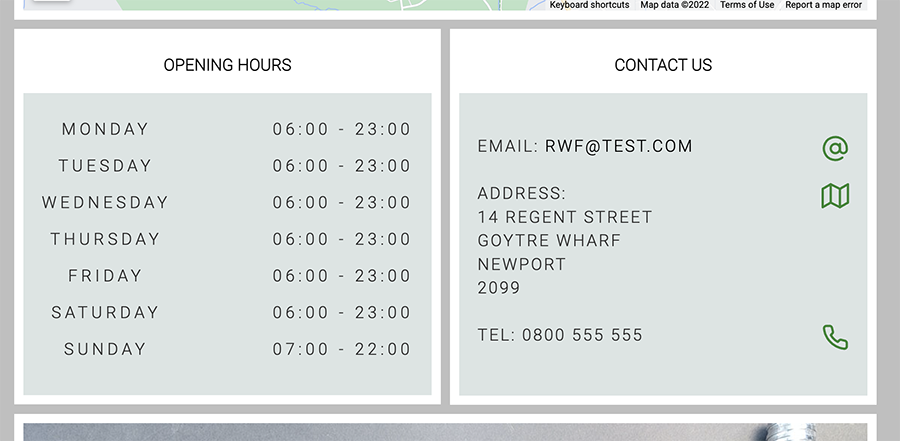 Keyboard shortcuts Map data ©2022 Terms of Use Report a map error
OPENING HOURS
MONDAY 06:00 - 23:00
TUESDAY 06:00 - 23:00
WEDNESDAY 06:00 - 23:00
THURSDAY 06:00 - 23:00
FRIDAY 06:00 - 23:00
SATURDAY 06:00 - 23:00
SUNDAY 07:00 - 22:00
CONTACT US
EMAIL: RWF@TEST.COM
ADDRESS:
14 REGENT STREET
GOYTRE WHARF
NEWPORT
2099
TEL: 0800 555 555